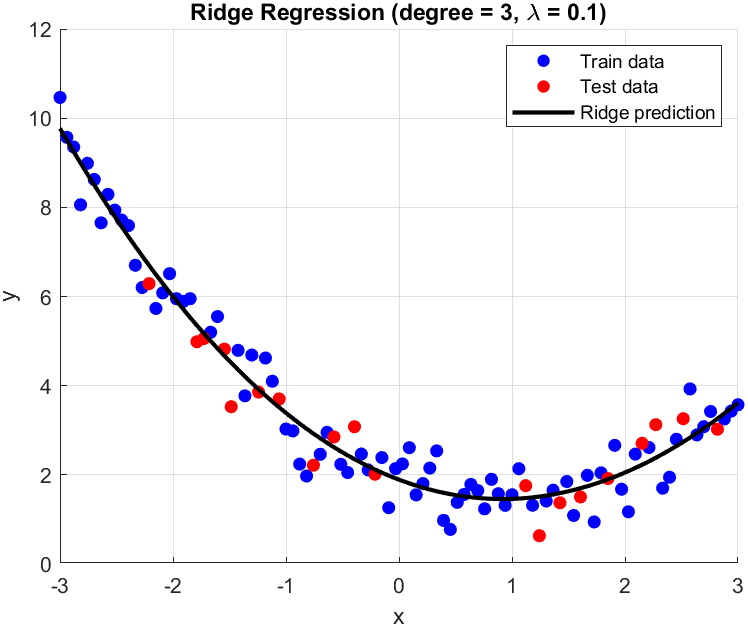 Ridge Regression (degree = 3, λ = 0.1)
12
10
8
6
4
2
0
y
Train data
Test data
Ridge prediction
-3
-2
-1
0
1
2
3
x